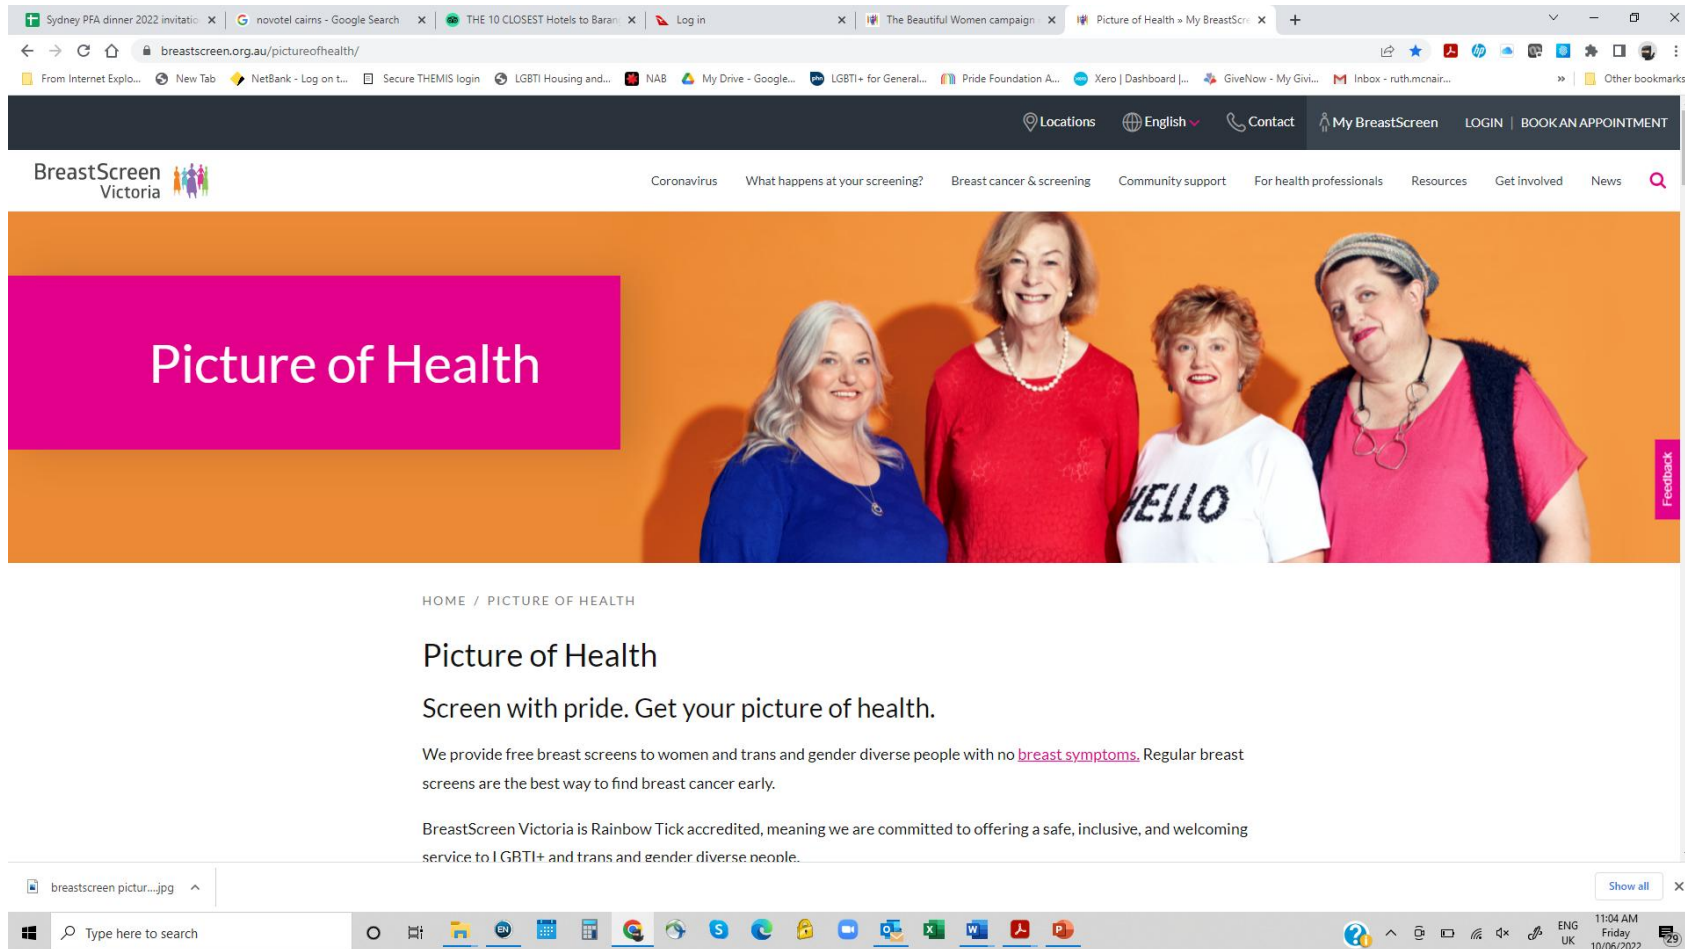 Sydney PFA dinner 2022 invitatio
novotel cairns - Google Search
THE 10 CLOSEST Hotels to Baran
Log in
The Beautiful Women campaign
Picture of Health » My BreastScre
breastscreen.org.au/pictureofhealth/
From Internet Explo...
New Tab
NetBank - Log on t...
Secure THEMIS login
LGBTI Housing and...
NAB
My Drive - Google...
LGBTI+ for General...
Pride Foundation A...
Xero | Dashboard |...
GiveNow - My Givi...
Inbox - ruth.mcnair...
»
Other bookmarks
Locations
English
Contact
My BreastScreen
LOGIN | BOOK AN APPOINTMENT
BreastScreen
Victoria
Coronavirus
What happens at your screening?
Breast cancer & screening
Community support
For health professionals
Resources
Get involved
News
Picture of Health
HELLO
Feedback
HOME / PICTURE OF HEALTH
Picture of Health
Screen with pride. Get your picture of health.
We provide free breast screens to women and trans and gender diverse people with no breast symptoms. Regular breast
screens are the best way to find breast cancer early.
BreastScreen Victoria is Rainbow Tick accredited, meaning we are committed to offering a safe, inclusive, and welcoming
service to LGBTI+ and trans and gender diverse people.
breastscreen pictur....jpg
Show all
Type here to search
ENG
UK
11:04 AM
Friday
10/06/2022
29